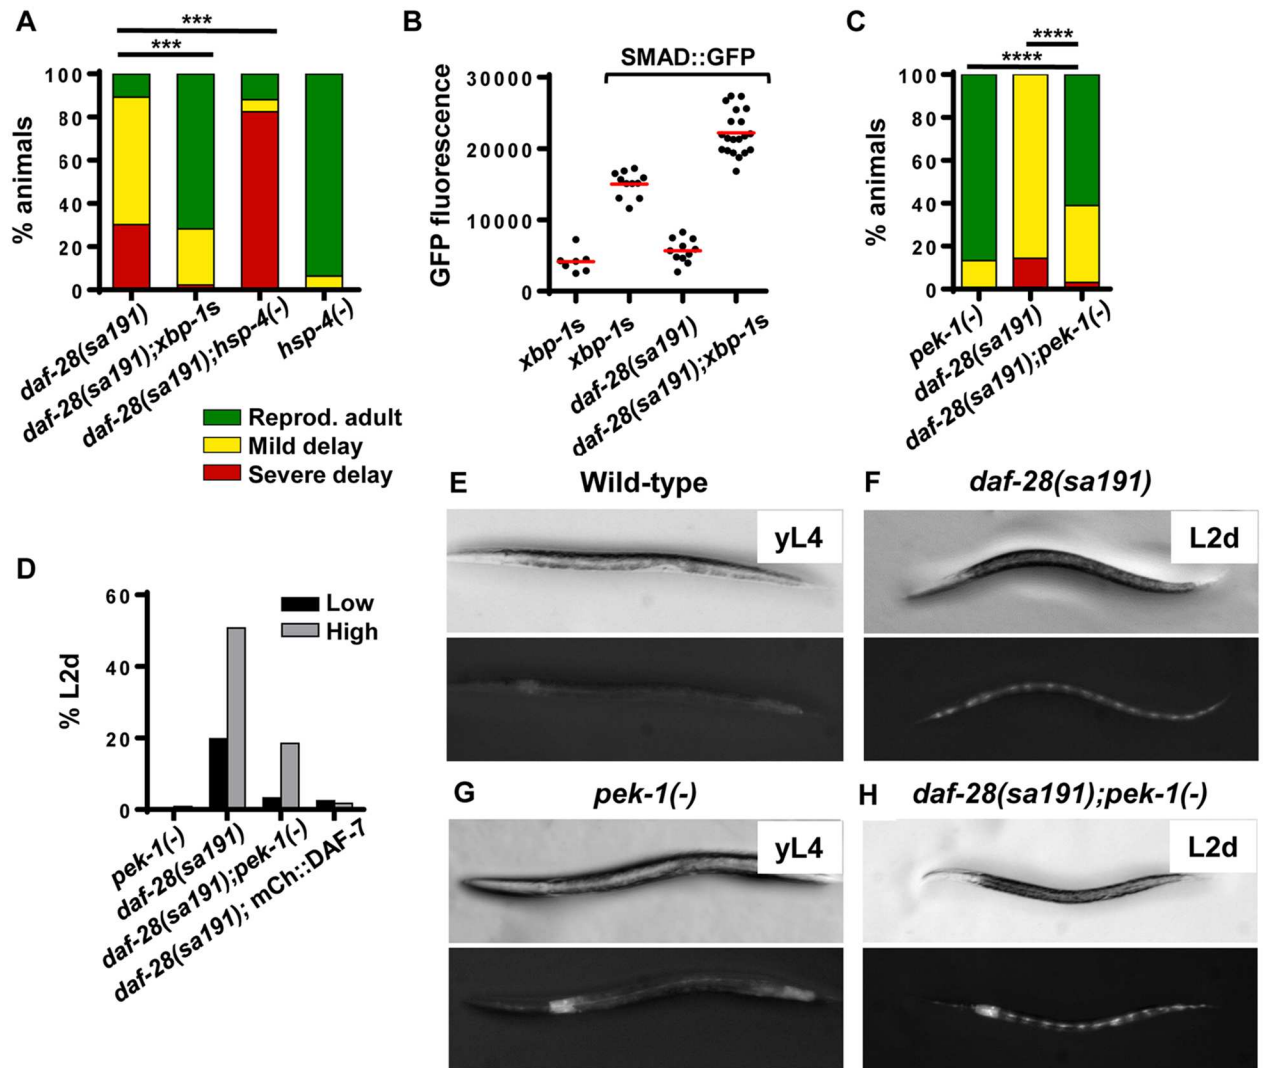 A
***
***
% animals
100
80
60
40
20
0
daf-28(sa191)
daf-28(sa191);xbp-1s
daf-28(sa191);hsp-4(-)
hsp-4(-)
Reprod. adult
Mild delay
Severe delay
B
SMAD::GFP
GFP fluorescence
30000
20000
10000
0
xbp-1s
xbp-1s
daf-28(sa191)
daf-28(sa191);xbp-1s
C
****
****
% animals
100
80
60
40
20
0
pek-1(-)
daf-28(sa191)
daf-28(sa191);pek-1(-)
D
% L2d
60
40
20
0
Low
High
pek-1(-)
daf-28(sa191)
daf-28(sa191);pek-1(-)
daf-28(sa191); mCh::DAF-7
E
Wild-type
yL4
F
daf-28(sa191)
L2d
G
pek-1(-)
yL4
H
daf-28(sa191);pek-1(-)
L2d